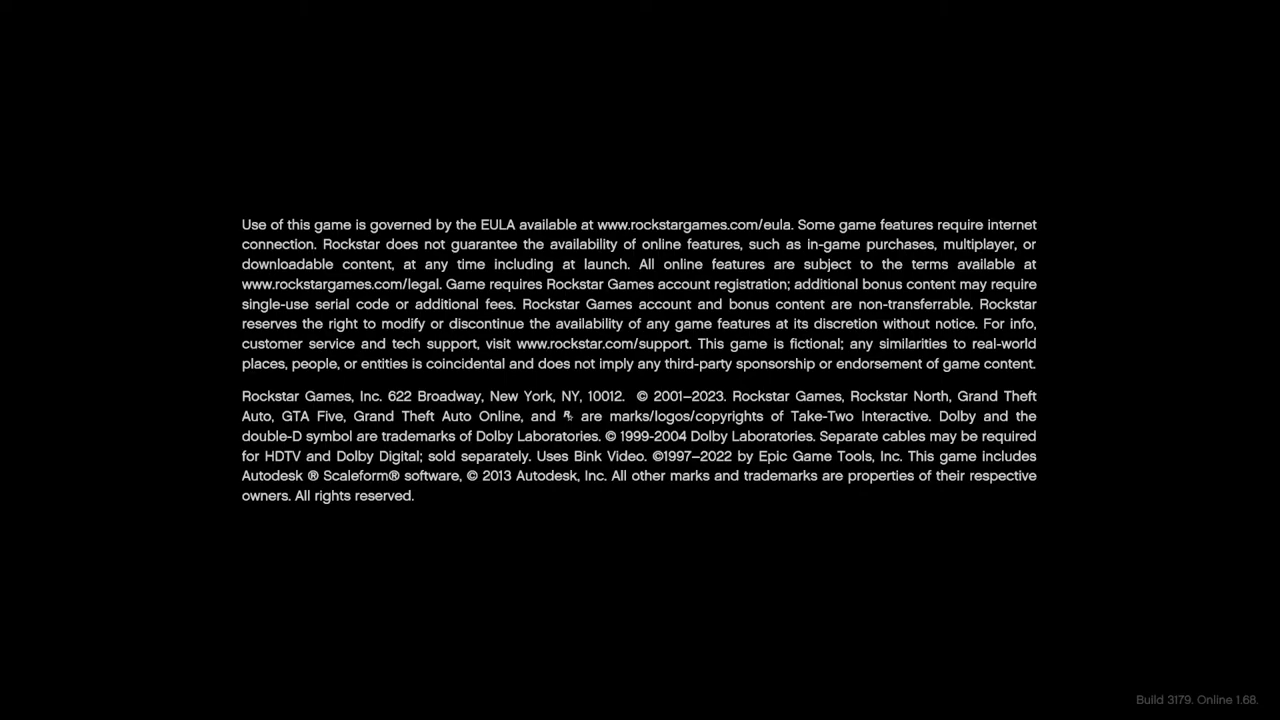 Use of this game is governed by the EULA available at www.rockstargames.com/eula. Some game features require internet
connection. Rockstar does not guarantee the availability of online features, such as in-game purchases, multiplayer, or
downloadable content, at any time including at launch. All online features are subject to the terms available at
www.rockstargames.com/legal. Game requires Rockstar Games account registration; additional bonus content may require
single-use serial code or additional fees. Rockstar Games account and bonus content are non-transferrable. Rockstar
reserves the right to modify or discontinue the availability of any game features at its discretion without notice. For info,
customer service and tech support, visit www.rockstar.com/support. This game is fictional; any similarities to real-world
places, people, or entities is coincidental and does not imply any third-party sponsorship or endorsement of game content.
Rockstar Games, Inc. 622 Broadway, New York, NY, 10012. © 2001–2023. Rockstar Games, Rockstar North, Grand Theft
Auto, GTA Five, Grand Theft Auto Online, and R* are marks/logos/copyrights of Take-Two Interactive. Dolby and the
double-D symbol are trademarks of Dolby Laboratories. © 1999-2004 Dolby Laboratories. Separate cables may be required
for HDTV and Dolby Digital; sold separately. Uses Bink Video. ©1997–2022 by Epic Game Tools, Inc. This game includes
Autodesk ® Scaleform® software, © 2013 Autodesk, Inc. All other marks and trademarks are properties of their respective
owners. All rights reserved.
Build 3179. Online 1.68.